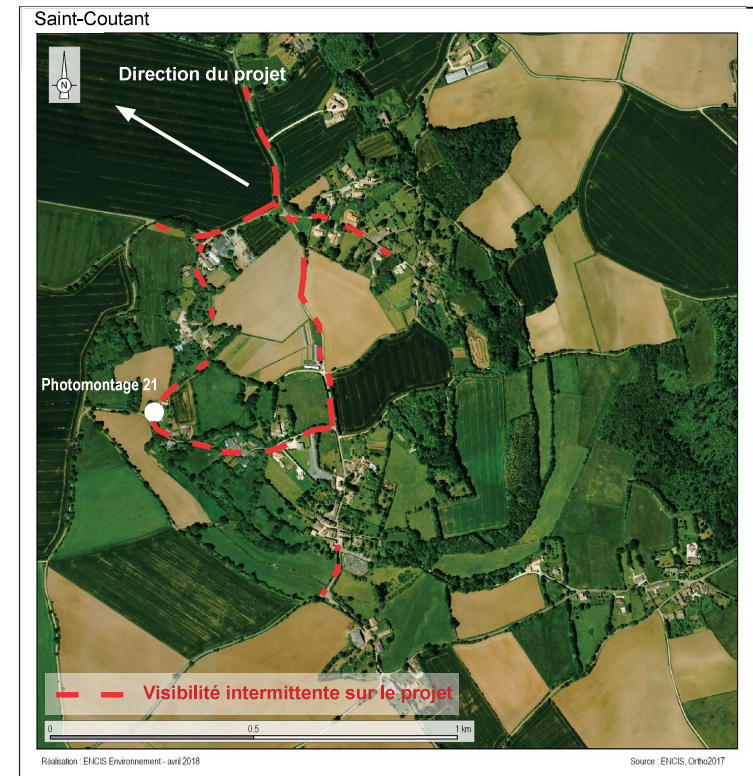 Saint-Coutant
Direction du projet
N
Photomontage 21
Visibilité intermittente sur le projet
0 0.5 1 km
Réalisation : ENCIS Environnement - avril 2018
Source : ENCIS, Ortho2017